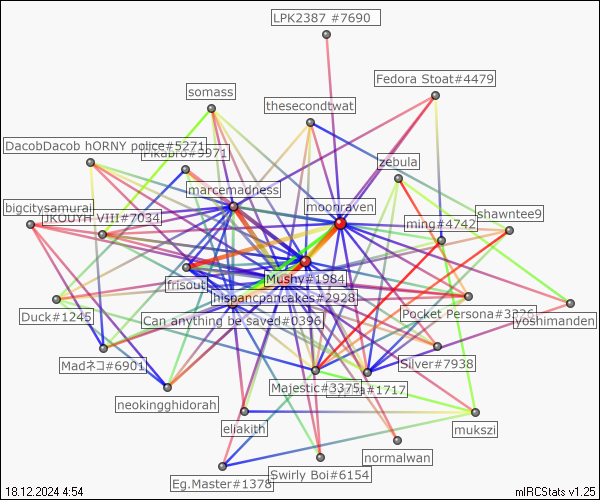 LPK2387 #7690
Fedora Stoat#4479
somass
thesecondtwat
DacobDacob hORNY police#5271
Pikabro#9971
zebula
marcemadness
moonraven
bigcitysamurai
JKOUYH VIII#7034
ming#4742
shawntee9
Mushy#1984
frisout
hispancpancakes#2928
Duck#1245
Can anything be saved#0396
Pocket Persona#3326
yoshimanden
Madネコ#6901
Silver#7938
Majestic#3375
#1717
neokingghidorah
eliakith
mukszi
normalwan
Eg.Master#1378
Swirly Boi#6154
18.12.2024 4:54
mIRCStats v1.25